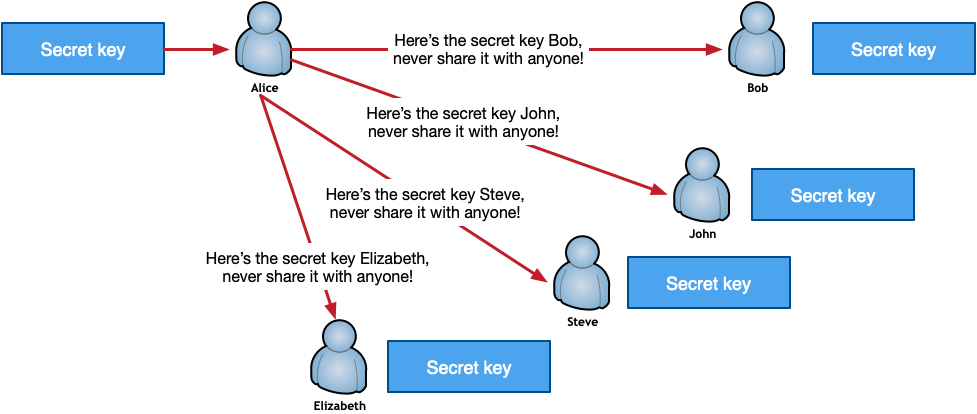 Secret key
Alice
Here's the secret key Bob,
never share it with anyone!
Bob
Secret key
Here's the secret key John,
never share it with anyone!
John
Secret key
Here's the secret key Steve,
never share it with anyone!
Steve
Secret key
Here's the secret key Elizabeth,
never share it with anyone!
Elizabeth
Secret key